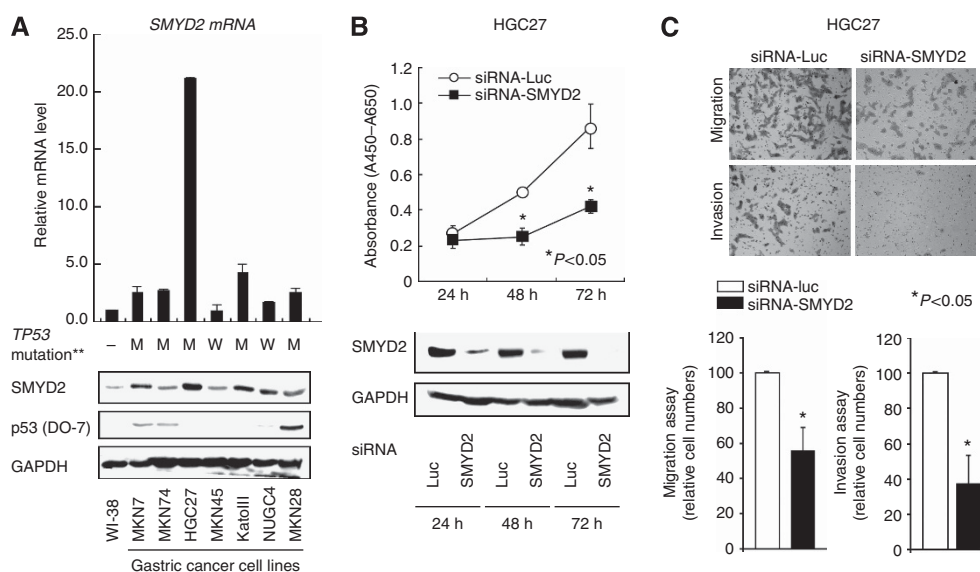 A
SMYD2 mRNA
25.0
20.0
15.0
10.0
5.0
0.0
Relative mRNA level
TP53
mutation**
– M M M W M W M
SMYD2
p53 (DO-7)
GAPDH
WI-38
MKN7
MKN74
HGC27
MKN45
KatoIII
NUGC4
MKN28
Gastric cancer cell lines
B
HGC27
1.2
1.0
0.8
0.6
0.4
0.2
0
Absorbance (A450–A650)
siRNA-Luc
siRNA-SMYD2
*
*
*P<0.05
24 h 48 h 72 h
SMYD2
GAPDH
siRNA
Luc
SMYD2
Luc
SMYD2
Luc
SMYD2
24 h 48 h 72 h
C
HGC27
siRNA-Luc siRNA-SMYD2
Migration
Invasion
siRNA-luc
siRNA-SMYD2
*P<0.05
120
100
80
60
40
20
0
Migration assay
(relative cell numbers)
*
120
100
80
60
40
20
0
Invasion assay
(relative cell numbers)
*